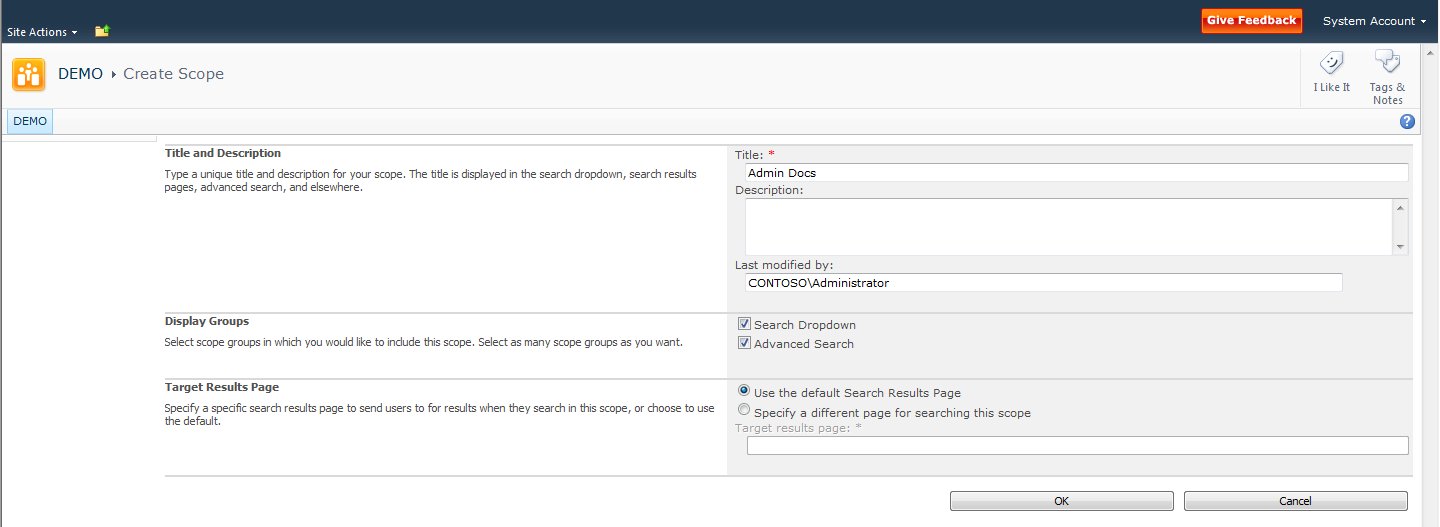 Give Feedback
System Account
Site Actions
DEMO ▸ Create Scope
I Like It
Tags &
Notes
DEMO
Title and Description
Type a unique title and description for your scope. The title is displayed in the search dropdown, search results
pages, advanced search, and elsewhere.
Title: *
Admin Docs
Description:
Last modified by:
CONTOSO\Administrator
Display Groups
Select scope groups in which you would like to include this scope. Select as many scope groups as you want.
Search Dropdown
Advanced Search
Target Results Page
Specify a specific search results page to send users to for results when they search in this scope, or choose to use
the default.
Use the default Search Results Page
Specify a different page for searching this scope
Target results page: *
OK
Cancel